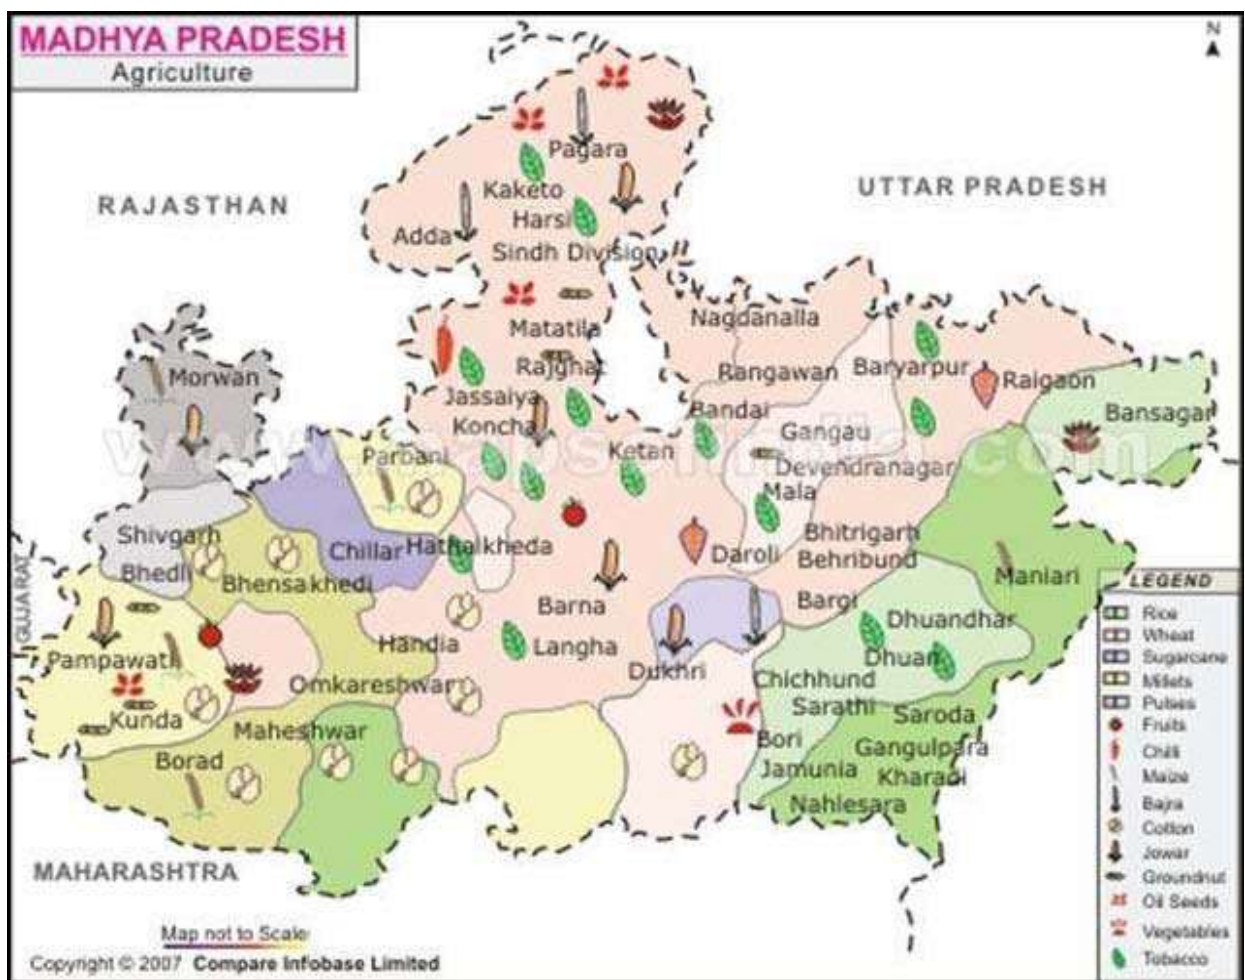 MADHYA PRADESH
Agriculture
N
RAJASTHAN
UTTAR PRADESH
Pagara
Kaketo
Harsi
Adda
Sindh Division
Matatila
Nagdanalla
Rajghat
Rangawan
Baryarpur
Raigaon
Morwan
Jassaiya
Koncha
Bandai
Bansagar
Gangau
Parbani
Ketan
Devendranagar
Mala
Shivgarh
Chillar
Hathalkheda
Daroli
Bhitrigarh
Behribund
Bhedli
Bhensakhedi
Maniari
GUJARAT
Barna
Bargi
Dhuandhar
Handia
Langha
Dhuan
Pampawati
Dukhri
Chichhund
Omkareshwar
Sarathi
Saroda
Kunda
Maheshwar
Bori
Gangulpara
Borad
Jamunia
Kharadi
Nahlesara
MAHARASHTRA
LEGEND
Rice
Wheat
Sugarcane
Millets
Pulses
Fruits
Chilli
Maize
Bajra
Cotton
Jowar
Groundnut
Oil Seeds
Vegetables
Tobacco
Map not to Scale
Copyright © 2007 Compare Infobase Limited